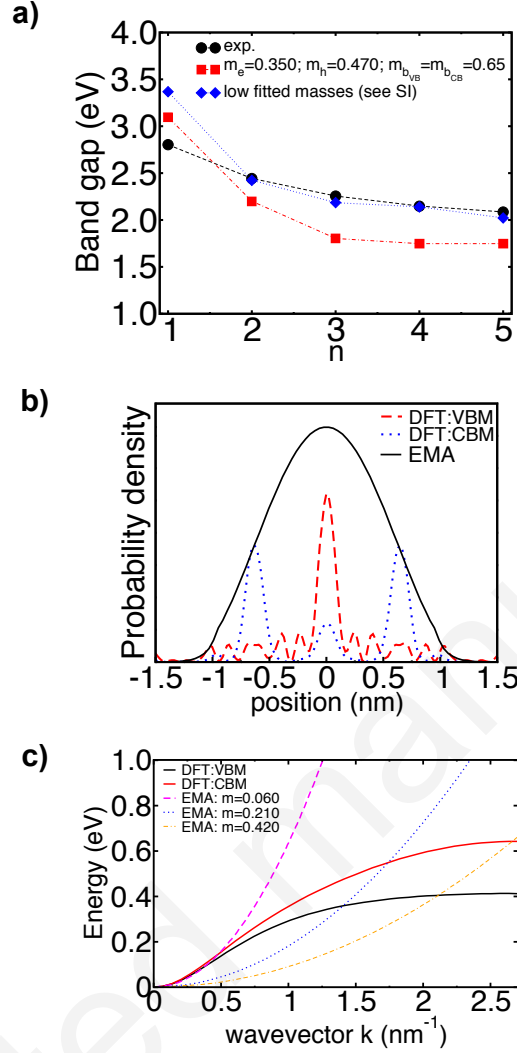 a)
4.0
3.5
3.0
2.5
2.0
1.5
1.0
Band gap (eV)
exp.
m_e=0.350; m_h=0.470; m_b_VB=m_b_CB=0.65
low fitted masses (see SI)
1 2 3 4 5
n
b)
Probability density
DFT:VBM
DFT:CBM
EMA
-1.5 -1 -0.5 0 0.5 1 1.5
position (nm)
c)
1.0
0.8
0.6
0.4
0.2
0
Energy (eV)
DFT:VBM
DFT:CBM
EMA: m=0.060
EMA: m=0.210
EMA: m=0.420
0 0.5 1 1.5 2 2.5
wavevector k (nm⁻¹)